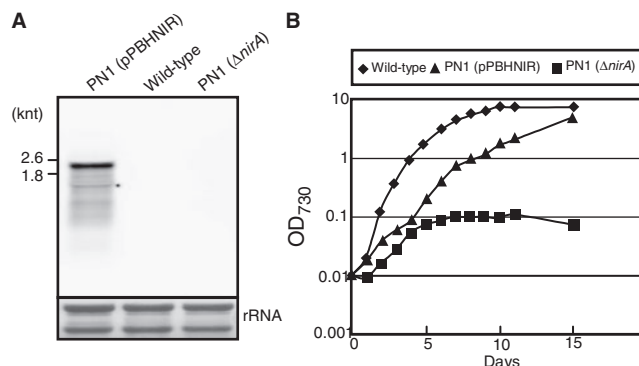 A
PN1 (pPBHNIR)
Wild-type
PN1 (ΔnirA)
(knt)
2.6
1.8
rRNA
B
Wild-type PN1 (pPBHNIR) PN1 (ΔnirA)
10
1
0.1
0.01
0.001
OD730
0 5 10 15
Days